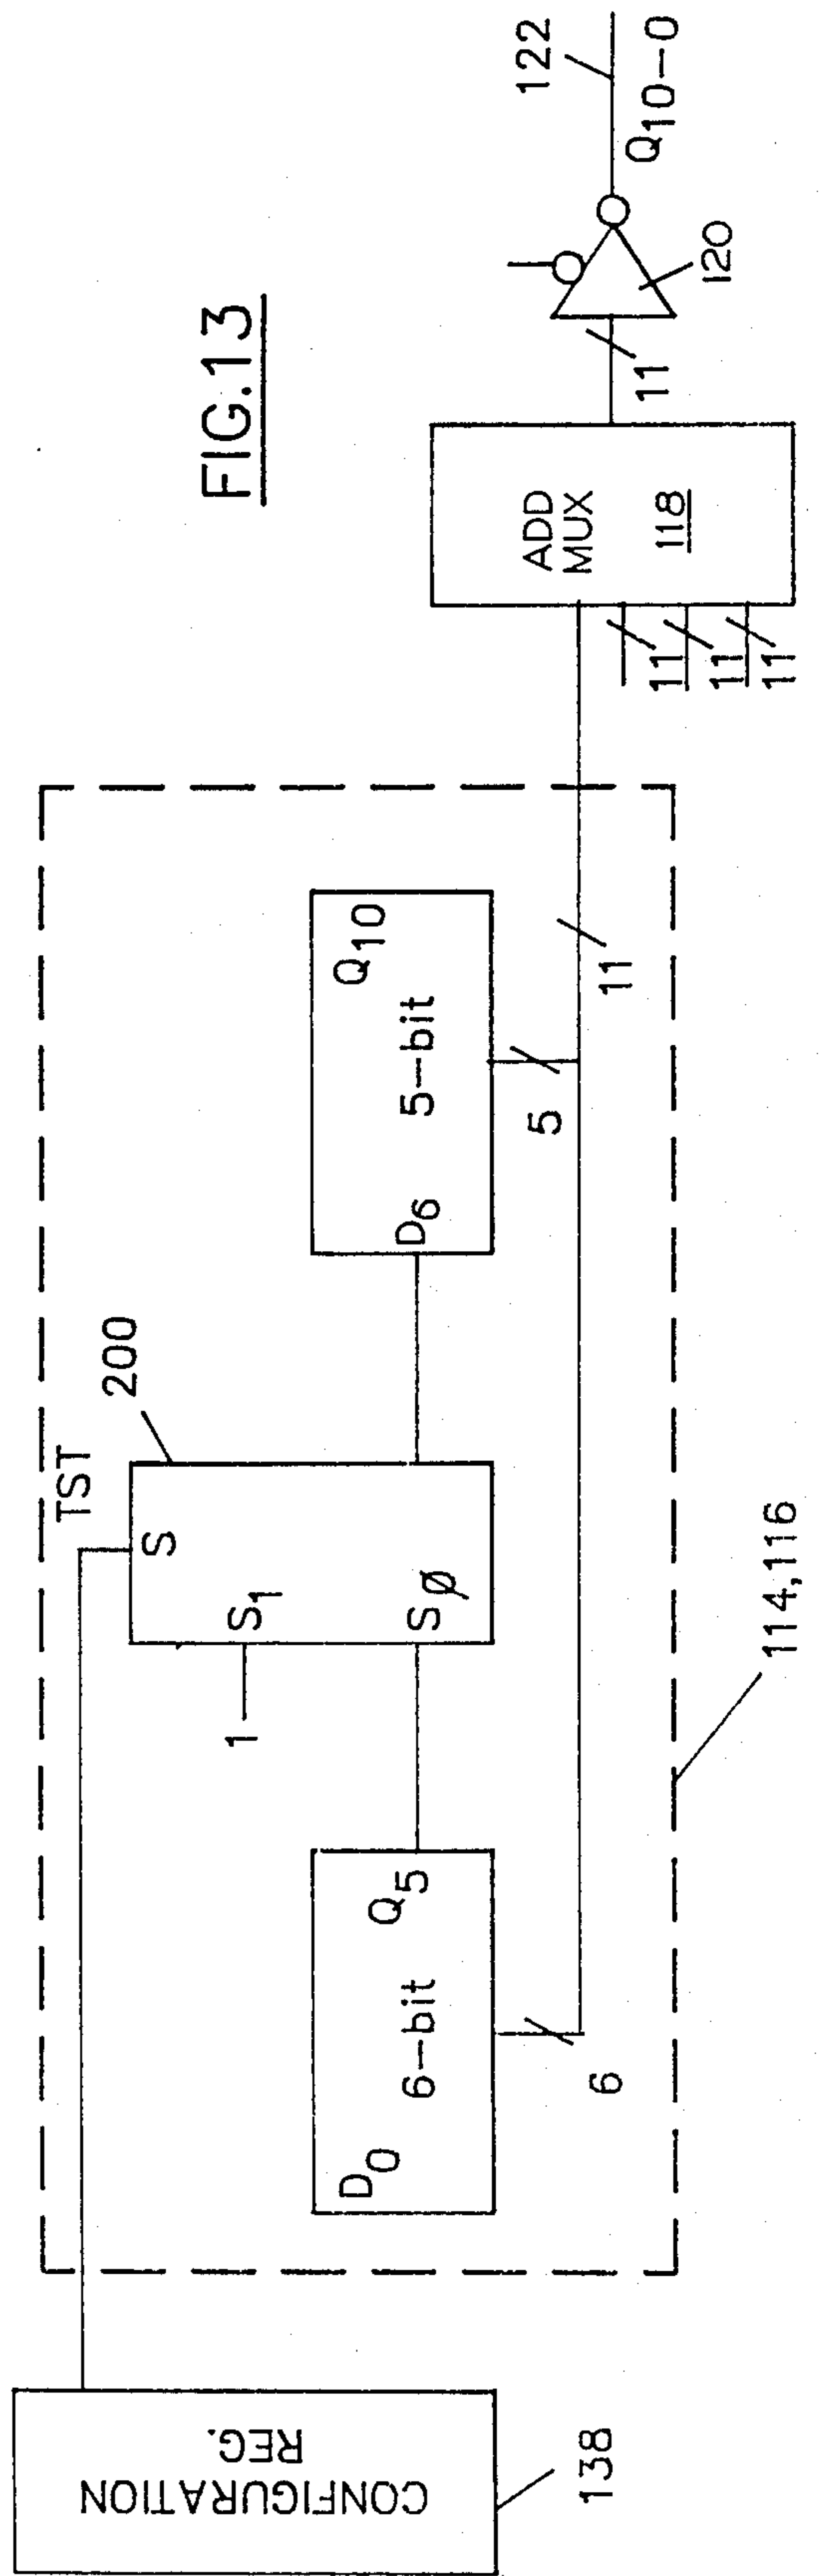 FIG.13
CONFIGURATION
REG.
138
TST
200
S
S1
SØ
1
D0
6-bit
Q5
6
D6
5-bit
Q10
5
11
114,116
ADD
MUX
118
11
11
11
11
120
122
Q10-0